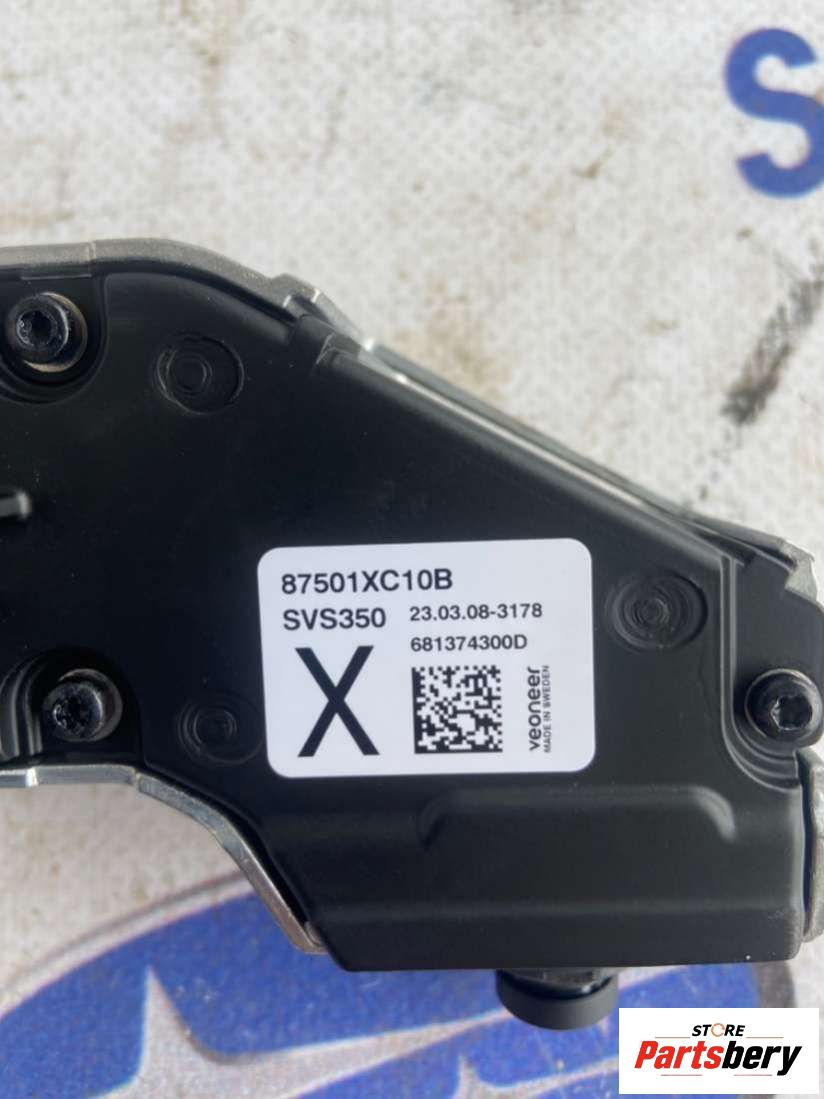 S
87501XC10B
SVS350 23.03.08-3178
681374300D
X
veoneer
MADE IN SWEDEN
STORE
Partsbery